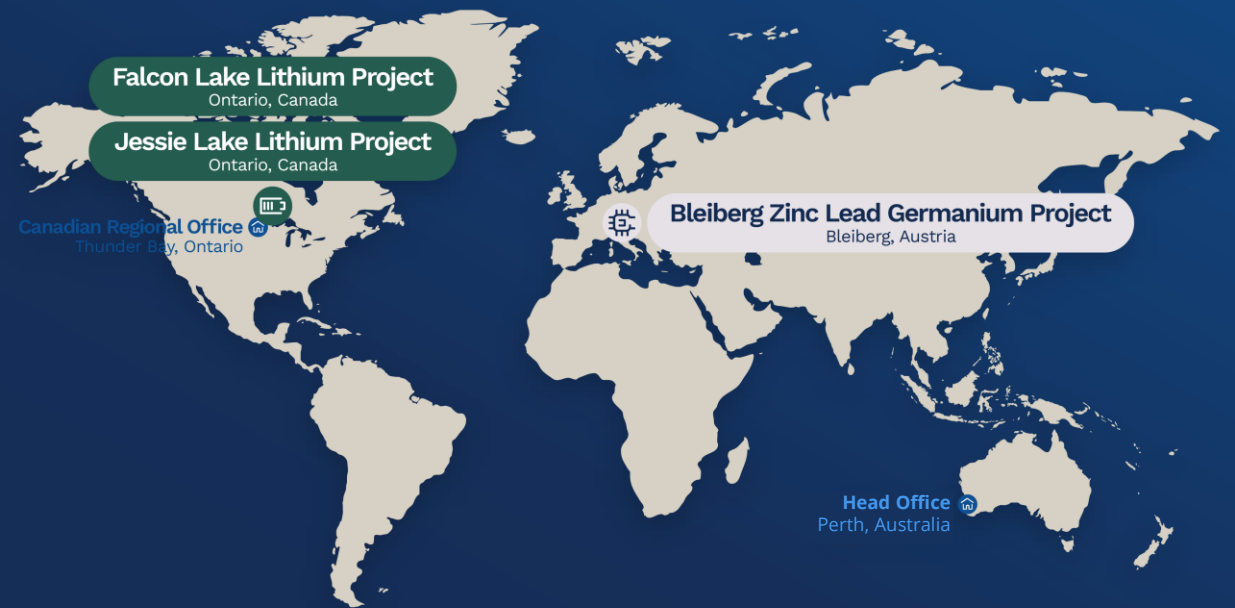 Falcon Lake Lithium Project
Ontario, Canada
Jessie Lake Lithium Project
Ontario, Canada
Canadian Regional Office
Thunder Bay, Ontario
Bleiberg Zinc Lead Germanium Project
Bleiberg, Austria
Head Office
Perth, Australia